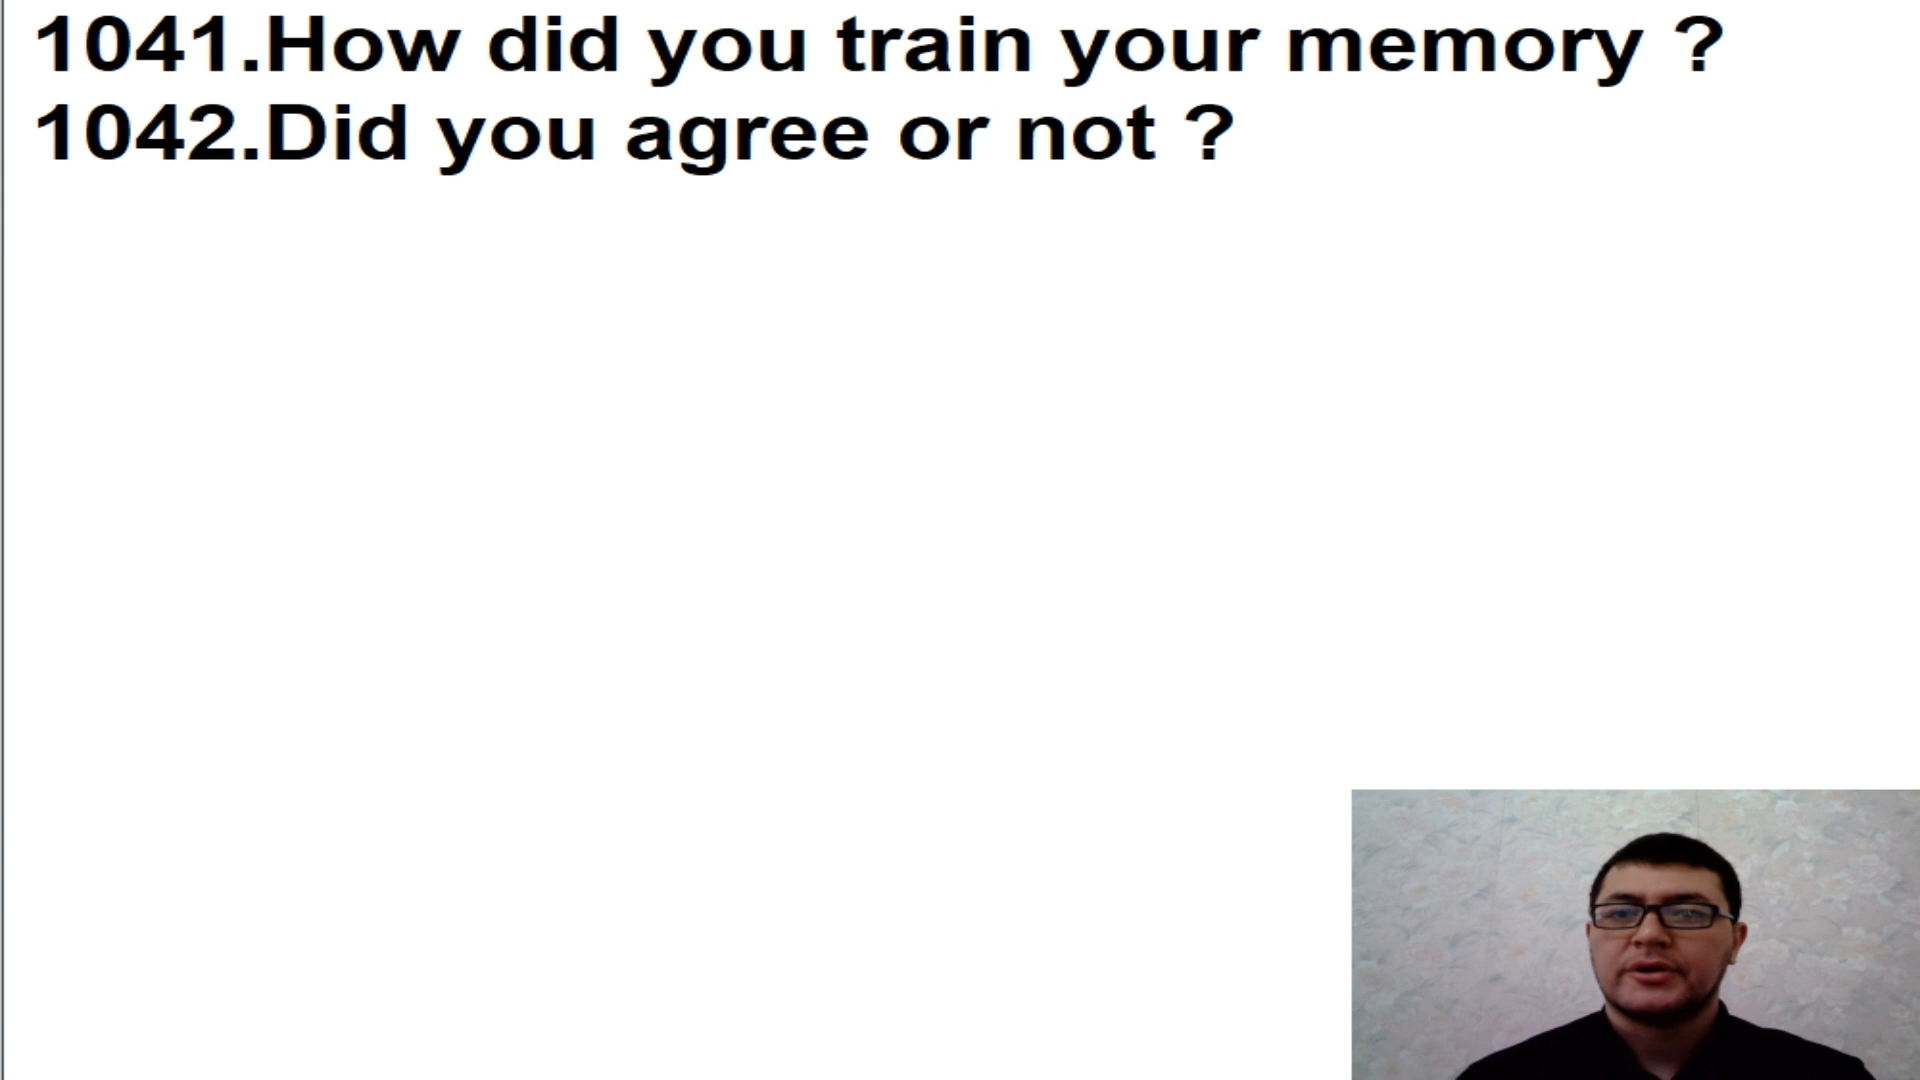 1041.How did you train your memory ?
1042.Did you agree or not ?